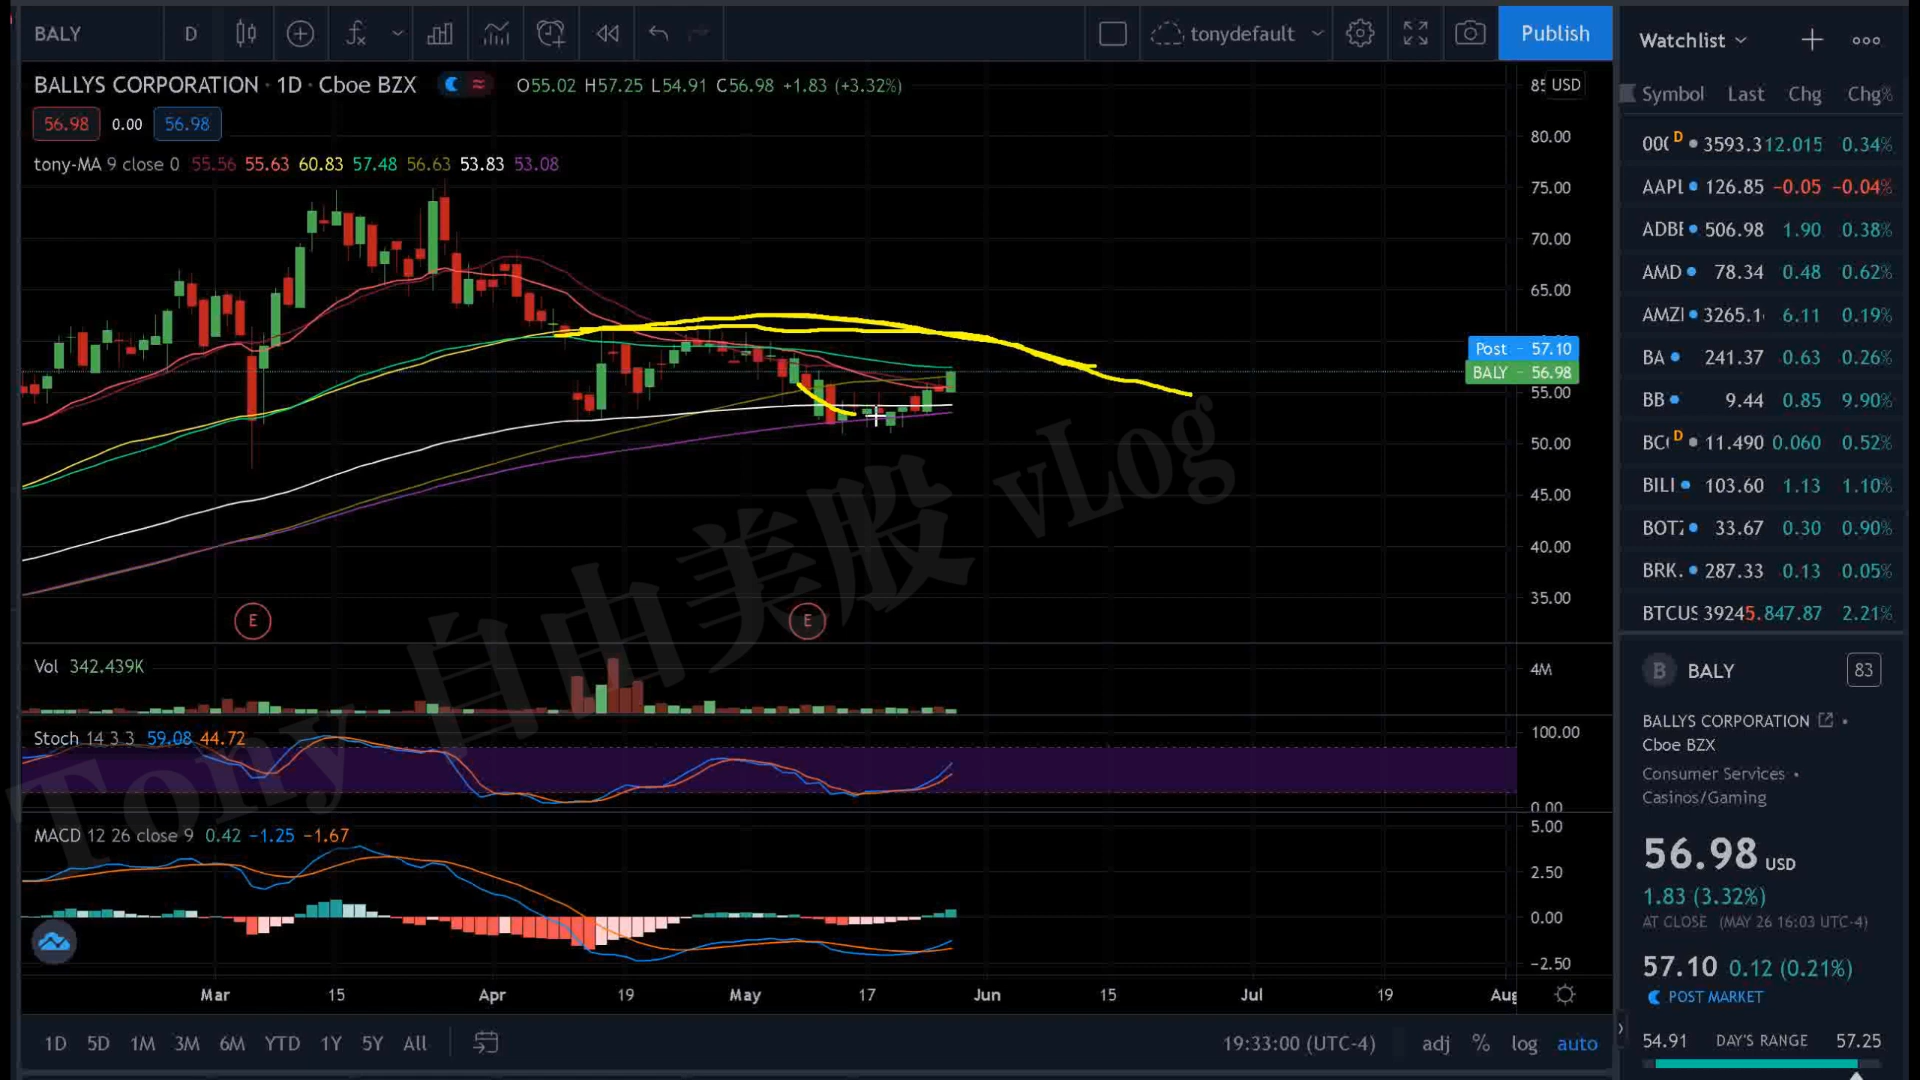 BALY D tonydefault Publish
BALLYS CORPORATION · 1D · Cboe BZX O55.02 H57.25 L54.91 C56.98 +1.83 (+3.32%)
56.98 0.00 56.98
tony-MA 9 close 0 55.56 55.63 60.83 57.48 56.63 53.83 53.08
USD
80.00
75.00
70.00
65.00
Post - 57.10
BALY - 56.98
55.00
50.00
45.00
40.00
35.00
E E
Tony 自由美股 vLog
Vol 342.439K
4M
Stoch 14 3 3 59.08 44.72
100.00
0.00
MACD 12 26 close 9 0.42 −1.25 −1.67
5.00
2.50
0.00
−2.50
Mar 15 Apr 19 May 17 Jun 15 Jul 19 Aug
1D 5D 1M 3M 6M YTD 1Y 5Y All
19:33:00 (UTC-4) adj % log auto
Watchlist
Symbol Last Chg Chg%
000 D 3593.3 12.015 0.34%
AAPL 126.85 −0.05 −0.04%
ADBE 506.98 1.90 0.38%
AMD 78.34 0.48 0.62%
AMZN 3265.1 6.11 0.19%
BA 241.37 0.63 0.26%
BB 9.44 0.85 9.90%
D 11.490 0.060 0.52%
BILI 103.60 1.13 1.10%
BOTZ 33.67 0.30 0.90%
BRK. 287.33 0.13 0.05%
BTCUS 39245. 847.87 2.21%
B BALY 83
BALLYS CORPORATION
Cboe BZX
Consumer Services •
Casinos/Gaming
56.98 USD
1.83 (3.32%)
AT CLOSE (MAY 26 16:03 UTC-4)
57.10 0.12 (0.21%)
POST MARKET
54.91 DAY'S RANGE 57.25